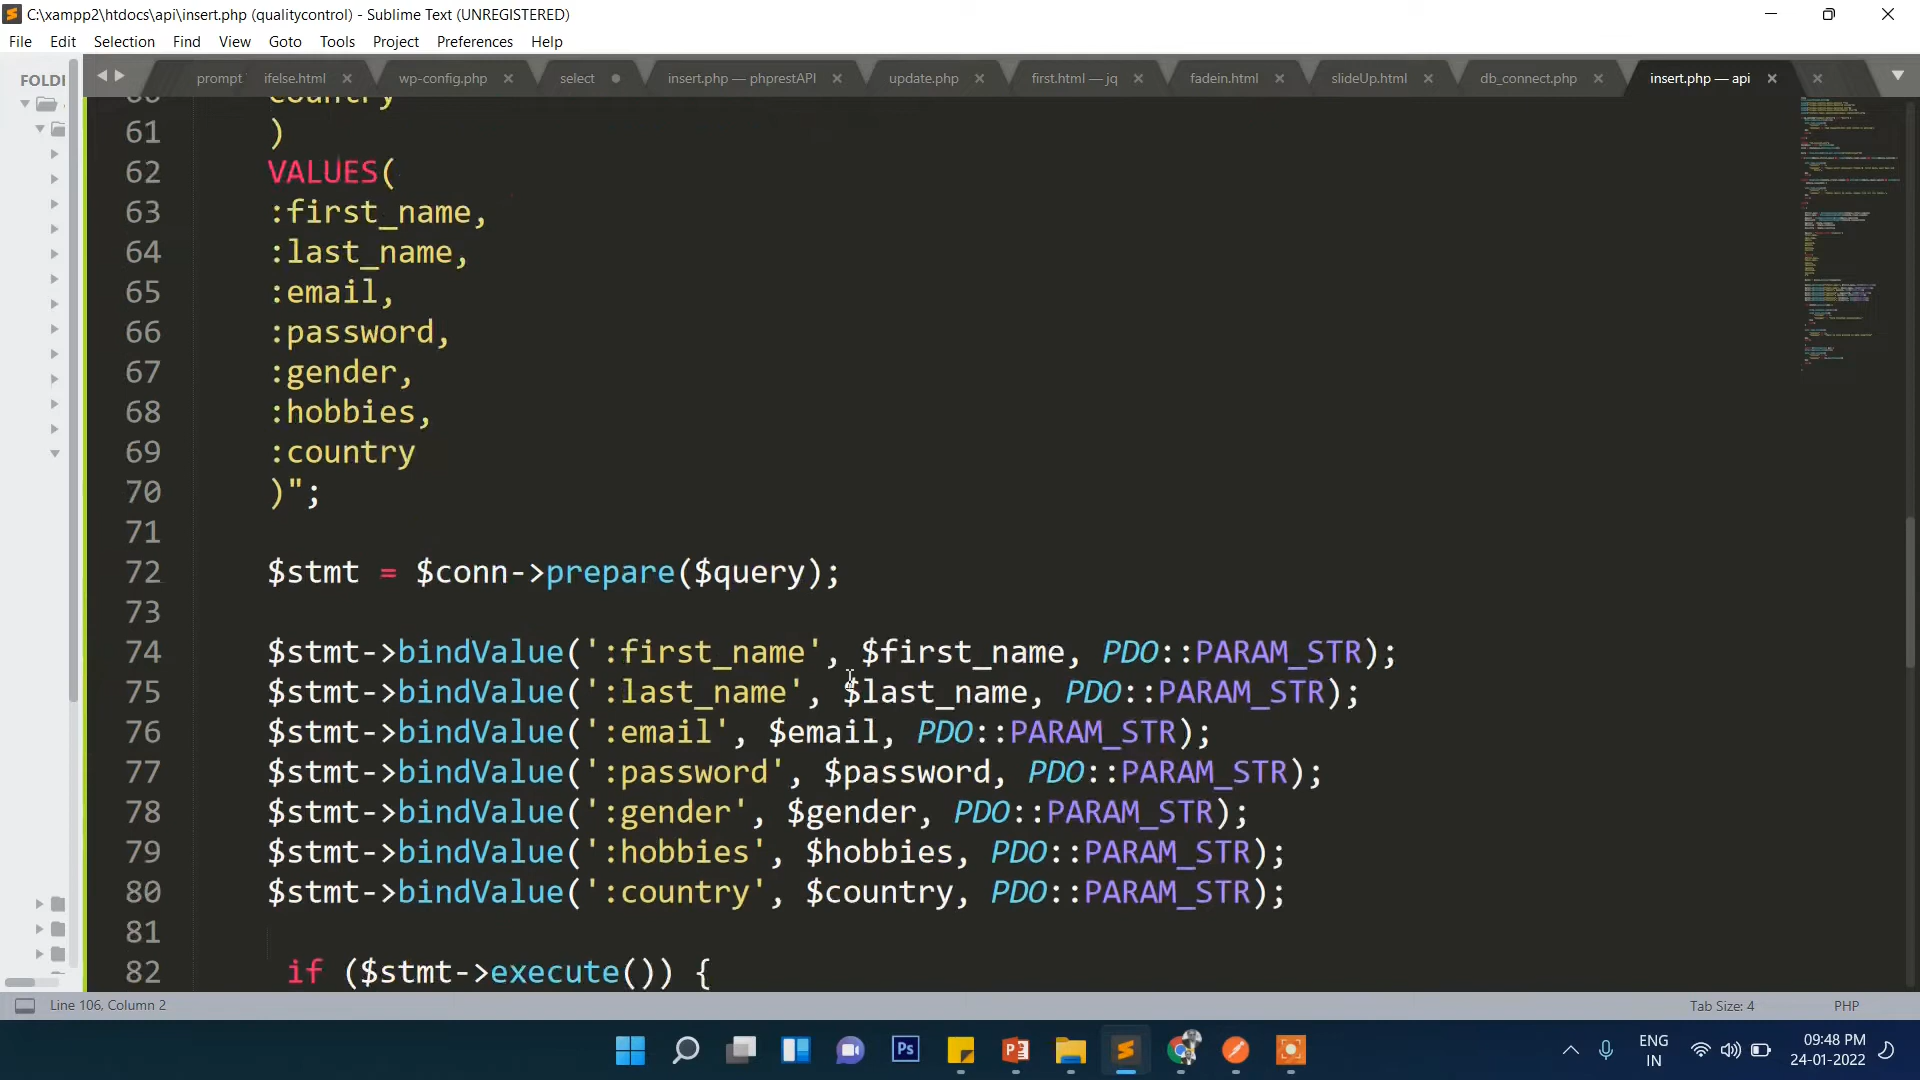 C:\xampp2\htdocs\api\insert.php (qualitycontrol) - Sublime Text (UNREGISTERED)
File Edit Selection Find View Goto Tools Project Preferences Help
FOLDI
prompt ifelse.html wp-config.php select insert.php — phprestAPI update.php first.html — jq fadein.html slideUp.html db_connect.php insert.php — api
60 country
61 )
62 VALUES(
63 :first_name,
64 :last_name,
65 :email,
66 :password,
67 :gender,
68 :hobbies,
69 :country
70 )";
71
72 $stmt = $conn->prepare($query);
73
74 $stmt->bindValue(':first_name', $first_name, PDO::PARAM_STR);
75 $stmt->bindValue(':last_name', $last_name, PDO::PARAM_STR);
76 $stmt->bindValue(':email', $email, PDO::PARAM_STR);
77 $stmt->bindValue(':password', $password, PDO::PARAM_STR);
78 $stmt->bindValue(':gender', $gender, PDO::PARAM_STR);
79 $stmt->bindValue(':hobbies', $hobbies, PDO::PARAM_STR);
80 $stmt->bindValue(':country', $country, PDO::PARAM_STR);
81
82 if ($stmt->execute()) {
Line 106, Column 2 Tab Size: 4 PHP
Ps
ENG
IN
09:48 PM
24-01-2022